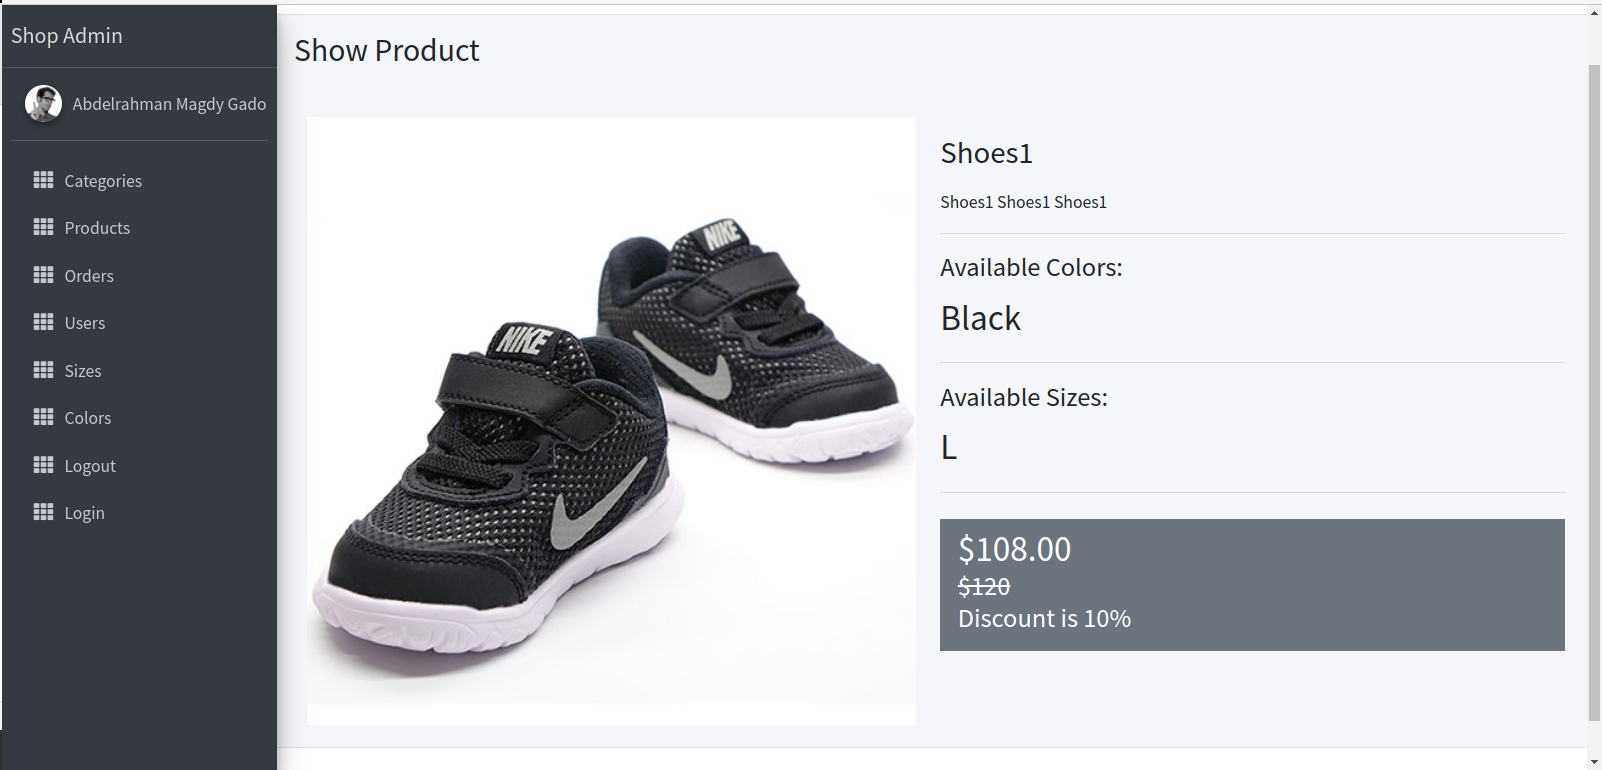 Shop Admin
Abdelrahman Magdy Gado
Categories
Products
Orders
Users
Sizes
Colors
Logout
Login
Show Product
NIKE
NIKE
Shoes1
Shoes1 Shoes1 Shoes1
Available Colors:
Black
Available Sizes:
L
$108.00
$120
Discount is 10%